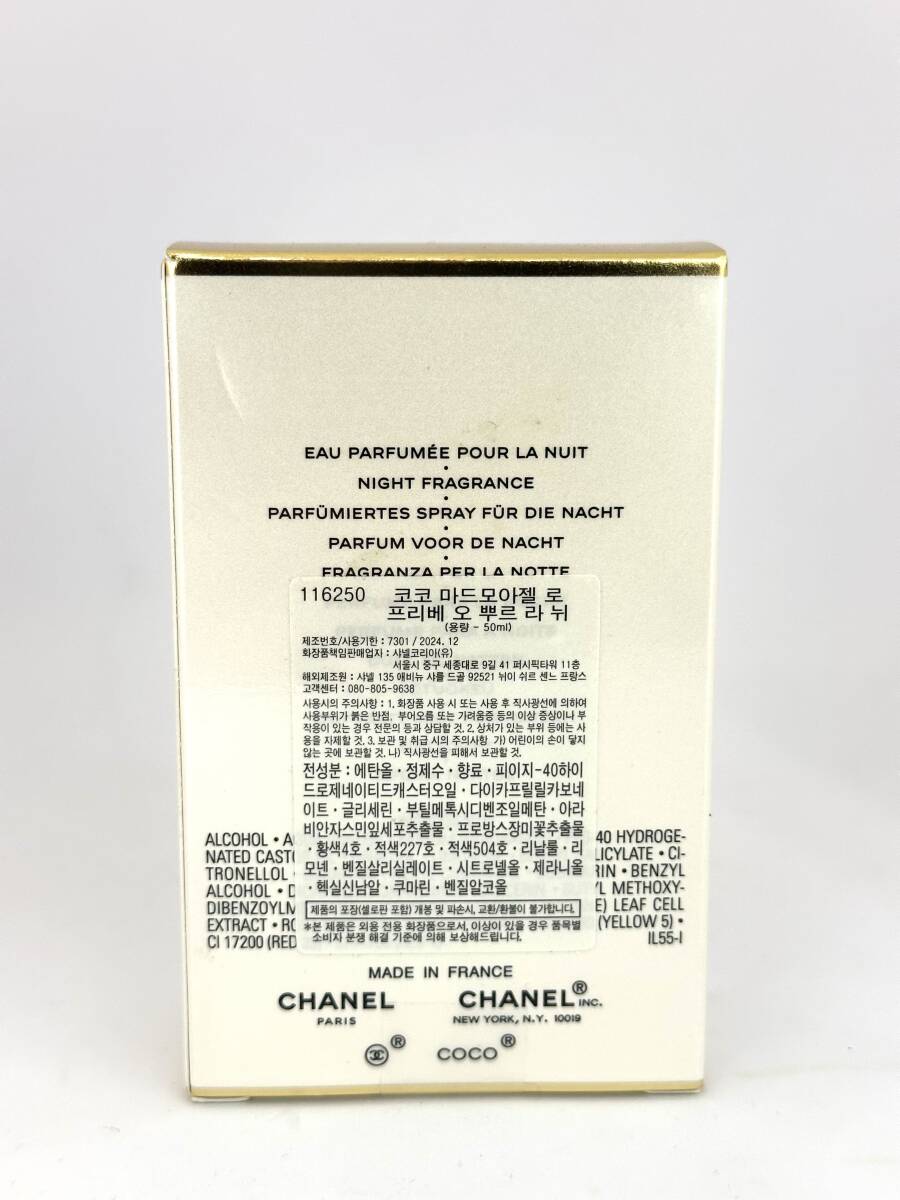 EAU PARFUMÉE POUR LA NUIT
•
NIGHT FRAGRANCE
•
PARFÜMIERTES SPRAY FÜR DIE NACHT
•
PARFUM VOOR DE NACHT
•
FRAGRANZA PER LA NOTTE
116250 코코 마드모아젤 로
프리베 오 뿌르 라 뉘
(용량 - 50ml)
제조번호/사용기한 : 7301 / 2024. 12
화장품책임판매업자 : 샤넬코리아(유)
서울시 중구 세종대로 9길 41 퍼시픽타워 11층
해외제조원 : 샤넬 135 애비뉴 샤를 드골 92521 뉘이 쉬르 센느 프랑스
고객센터 : 080-805-9638
사용시의 주의사항 : 1. 화장품 사용 시 또는 사용 후 직사광선에 의하여
사용부위가 붉은 반점, 부어오름 또는 가려움증 등의 이상 증상이나 부
작용이 있는 경우 전문의 등과 상담할 것. 2. 상처가 있는 부위 등에는 사
용을 자제할 것. 3. 보관 및 취급 시의 주의사항 가) 어린이의 손이 닿지
않는 곳에 보관할 것. 나) 직사광선을 피해서 보관할 것.
전성분 : 에탄올 · 정제수 · 향료 · 피이지-40하이
드로제네이티드캐스터오일 · 다이카프릴릴카보네
이트 · 글리세린 · 부틸메톡시디벤조일메탄 · 아라
비안자스민잎세포추출물 · 프로방스장미꽃추출물
· 황색4호 · 적색227호 · 적색504호 · 리날룰 · 리
모넨 · 벤질살리실레이트 · 시트로넬올 · 제라니올
· 헥실신남알 · 쿠마린 · 벤질알코올
제품의 포장(셀로판 포함) 개봉 및 파손시, 교환/환불이 불가합니다.
*본 제품은 외용 전용 화장품으로서, 이상이 있을 경우 품목별
소비자 분쟁 해결 기준에 의해 보상해드립니다.
ALCOHOL • 40 HYDROGE-
NATED • CI-
TRONELLOL • BENZYL
ALCOHOL • METHOXY-
LEAF CELL
EXTRACT • (YELLOW 5) •
CI 17200 (RED IL55-I
MADE IN FRANCE
CHANEL CHANEL® INC.
PARIS NEW YORK, N.Y. 10019
® COCO®